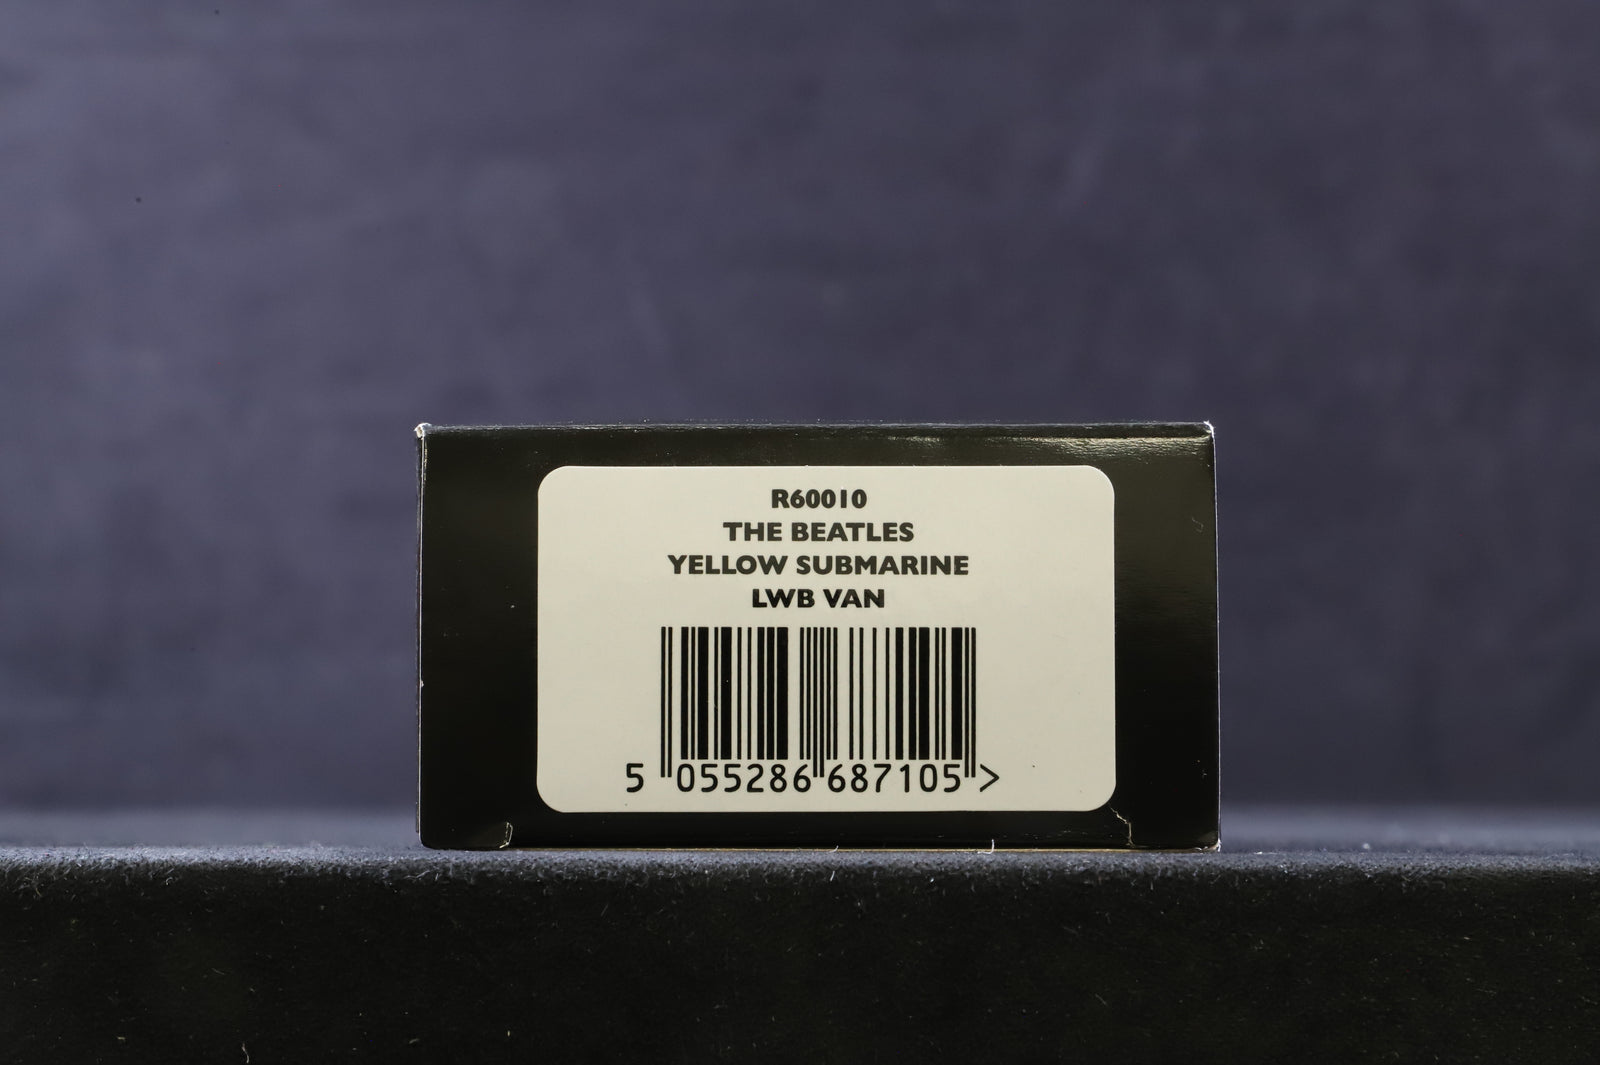 R60010
THE BEATLES
YELLOW SUBMARINE
LWB VAN
5 055286 687105 >